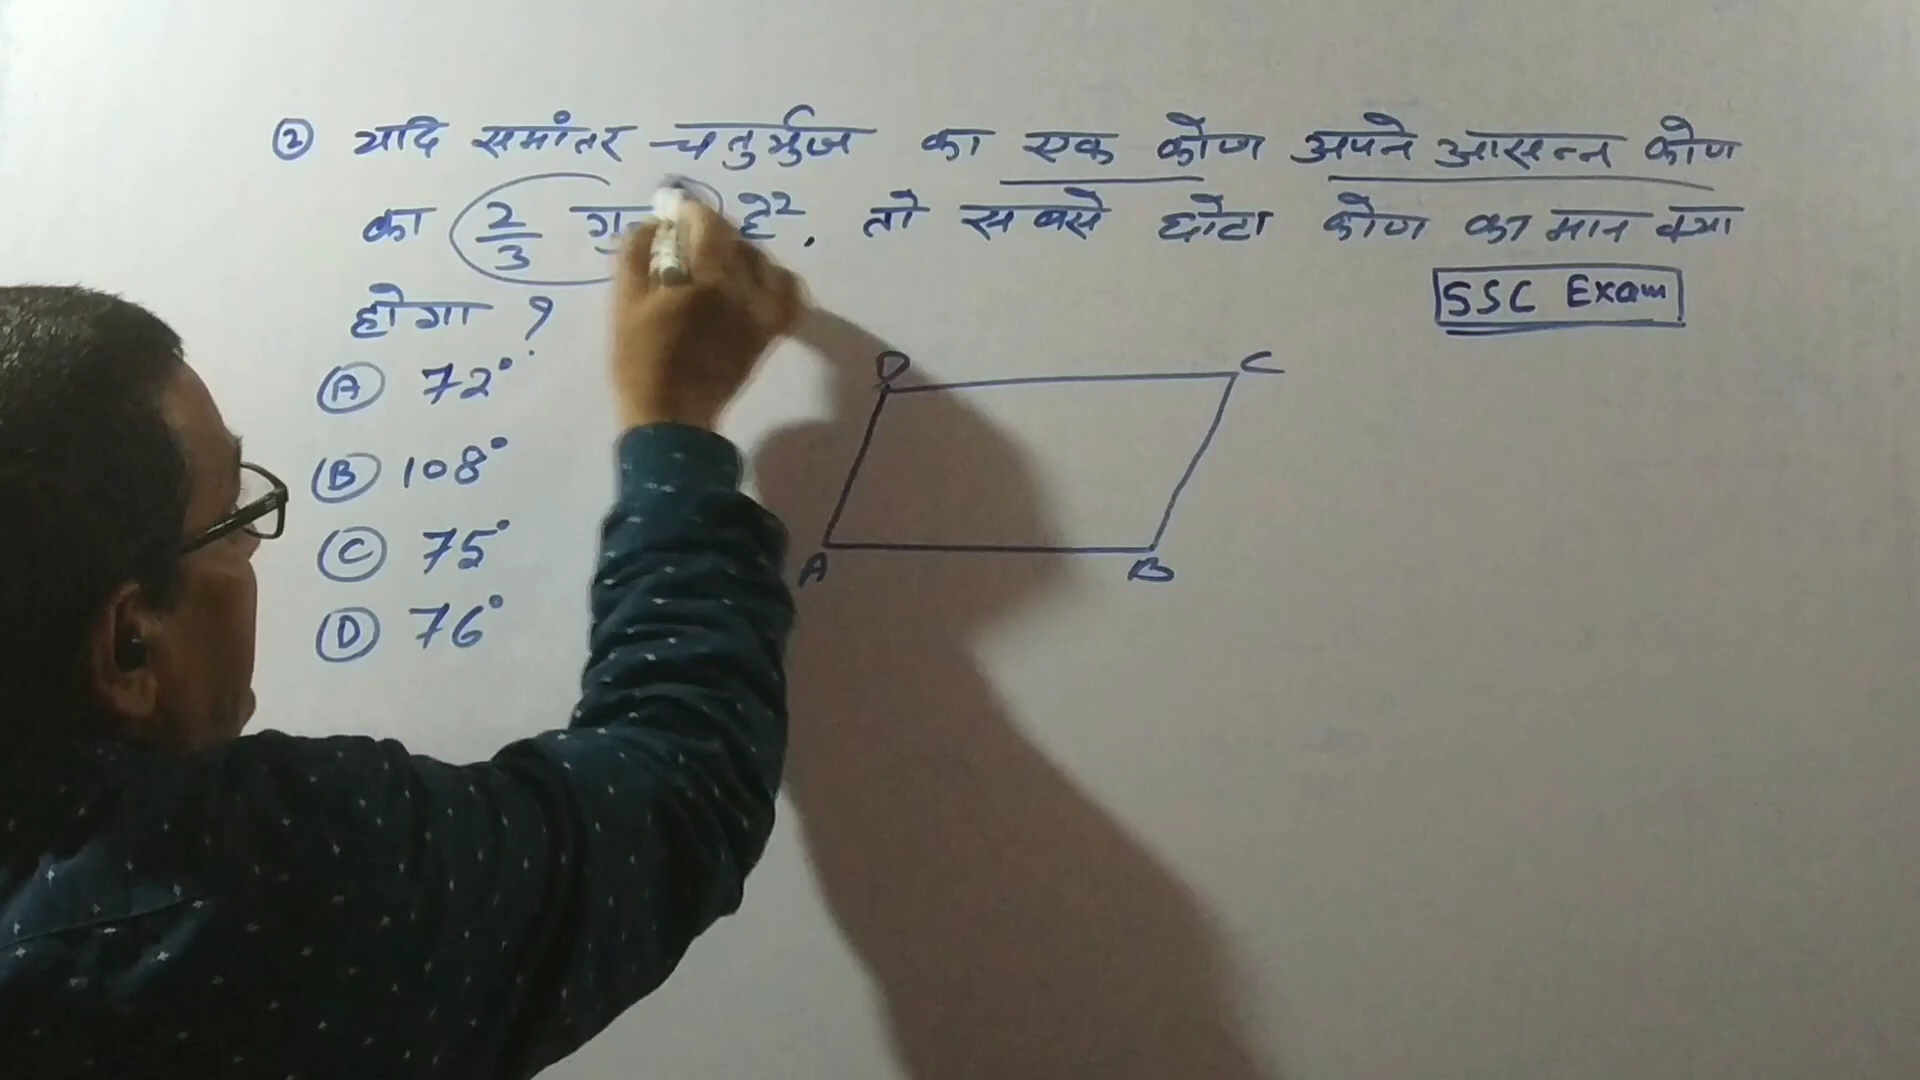 ② यदि समांतर चतुर्भुज का एक कोण अपने आसन्न कोण
का 2/3 है, तो सबसे छोटा कोण का मान क्या
SSC Exam
होगा ?
Ⓐ 72°
Ⓑ 108°
Ⓒ 75°
Ⓓ 76°
D C
A B